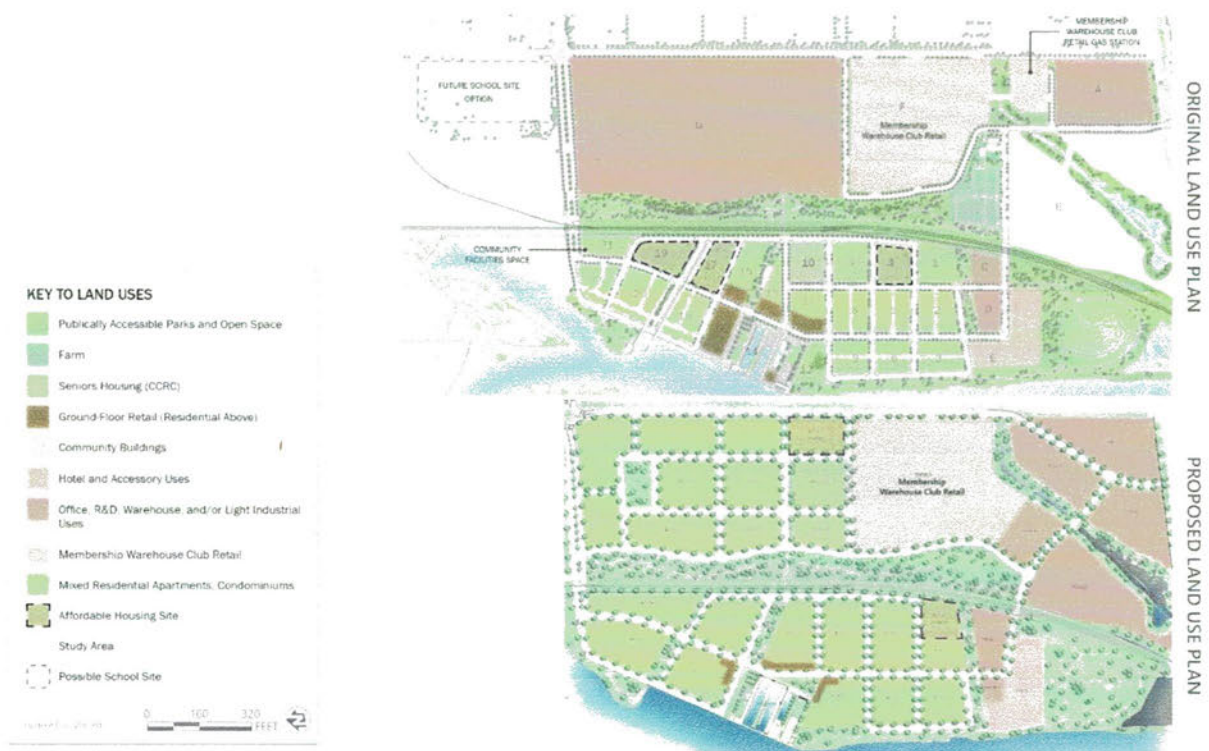 MEMBERSHIP
WAREHOUSE CLUB
RETAIL GAS STATION
FUTURE SCHOOL SITE
OPTION
A
F
Membership
Warehouse Club Retail
G
COMMUNITY
FACILITIES SPACE
19
17
10
3
C
D
E
ORIGINAL LAND USE PLAN
KEY TO LAND USES
Publically Accessible Parks and Open Space
Farm
Seniors Housing (CCRC)
Ground-Floor Retail (Residential Above)
Community Buildings
Hotel and Accessory Uses
Office, R&D, Warehouse, and/or Light Industrial
Uses
Membership Warehouse Club Retail
Mixed Residential Apartments, Condominiums
Affordable Housing Site
Study Area
Possible School Site
0 160 320
FEET
Membership
Warehouse Club Retail
PROPOSED LAND USE PLAN